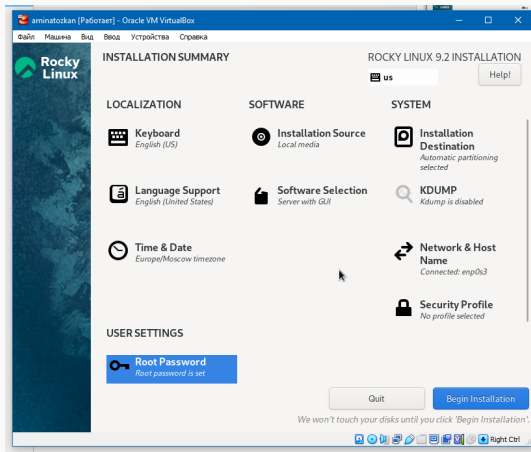 aminatozkan [Работает] - Oracle VM VirtualBox
Файл Машина Вид Ввод Устройства Справка
Rocky
Linux
INSTALLATION SUMMARY
ROCKY LINUX 9.2 INSTALLATION
us
Help!
LOCALIZATION
SOFTWARE
SYSTEM
Keyboard
English (US)
Installation Source
Local media
Installation
Destination
Automatic partitioning
selected
Language Support
English (United States)
Software Selection
Server with GUI
KDUMP
Kdump is disabled
Time & Date
Europe/Moscow timezone
Network & Host
Name
Connected: enp0s3
Security Profile
No profile selected
USER SETTINGS
Root Password
Root password is set
Quit
Begin Installation
We won't touch your disks until you click 'Begin Installation'.
Right Ctrl